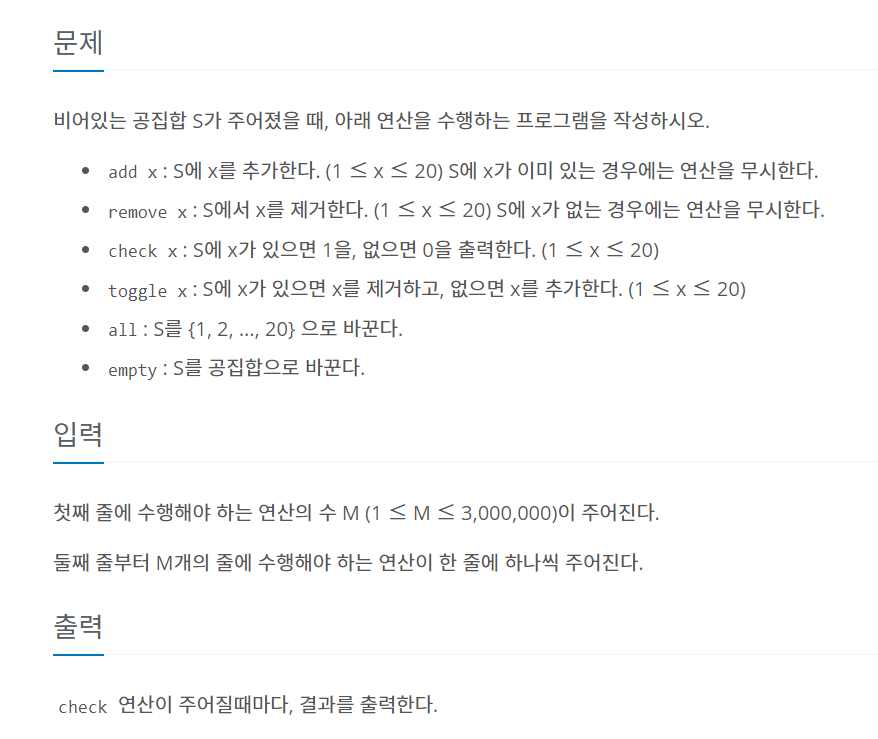 문제
비어있는 공집합 S가 주어졌을 때, 아래 연산을 수행하는 프로그램을 작성하시오.
• add x : S에 x를 추가한다. (1 ≤ x ≤ 20) S에 x가 이미 있는 경우에는 연산을 무시한다.
• remove x : S에서 x를 제거한다. (1 ≤ x ≤ 20) S에 x가 없는 경우에는 연산을 무시한다.
• check x : S에 x가 있으면 1을, 없으면 0을 출력한다. (1 ≤ x ≤ 20)
• toggle x : S에 x가 있으면 x를 제거하고, 없으면 x를 추가한다. (1 ≤ x ≤ 20)
• all : S를 {1, 2, ..., 20} 으로 바꾼다.
• empty : S를 공집합으로 바꾼다.
입력
첫째 줄에 수행해야 하는 연산의 수 M (1 ≤ M ≤ 3,000,000)이 주어진다.
둘째 줄부터 M개의 줄에 수행해야 하는 연산이 한 줄에 하나씩 주어진다.
출력
check 연산이 주어질때마다, 결과를 출력한다.